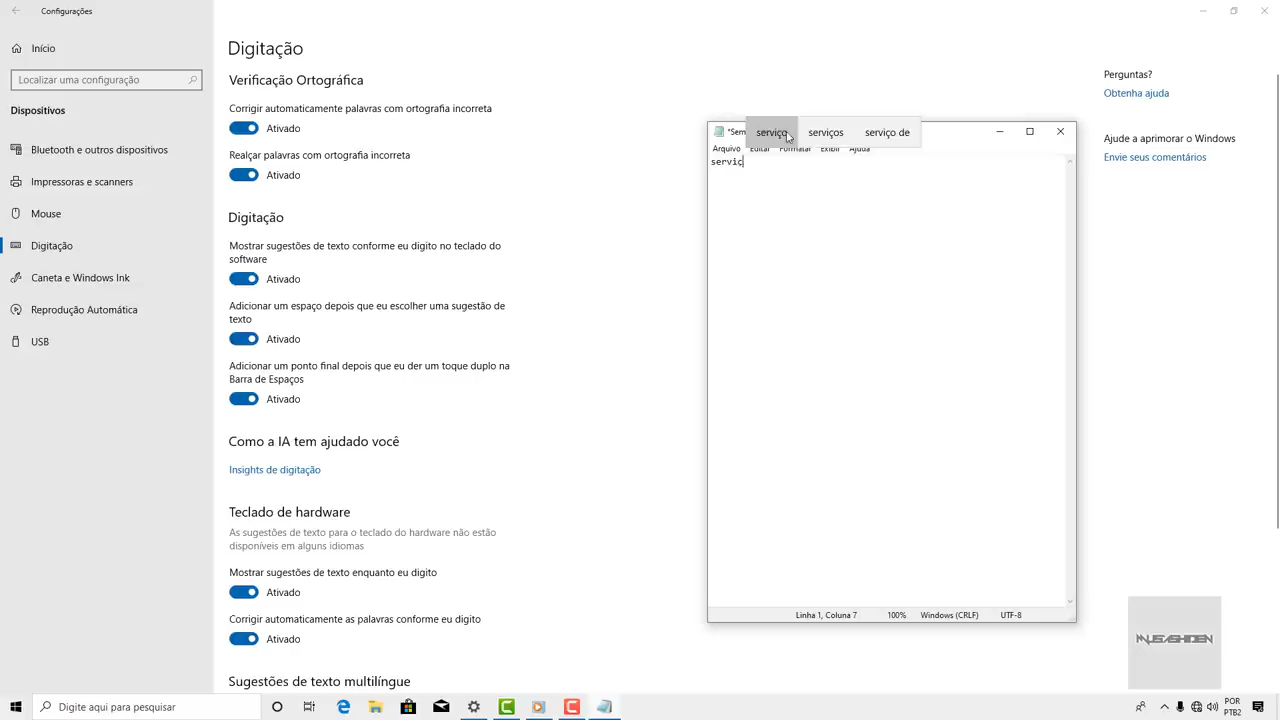 Configurações
Início
Localizar uma configuração
Dispositivos
Bluetooth e outros dispositivos
Impressoras e scanners
Mouse
Digitação
Caneta e Windows Ink
Reprodução Automática
USB
Digitação
Verificação Ortográfica
Corrigir automaticamente palavras com ortografia incorreta
Ativado
Realçar palavras com ortografia incorreta
Ativado
Digitação
Mostrar sugestões de texto conforme eu digito no teclado do
software
Ativado
Adicionar um espaço depois que eu escolher uma sugestão de
texto
Ativado
Adicionar um ponto final depois que eu der um toque duplo na
Barra de Espaços
Ativado
Como a IA tem ajudado você
Insights de digitação
Teclado de hardware
As sugestões de texto para o teclado do hardware não estão
disponíveis em alguns idiomas
Mostrar sugestões de texto enquanto eu digito
Ativado
Corrigir automaticamente as palavras conforme eu digito
Ativado
Sugestões de texto multilíngue
*Sem
serviço serviços serviço de
Arquivo Editar Formatar Exibir Ajuda
serviç
Linha 1, Coluna 7 100% Windows (CRLF) UTF-8
Perguntas?
Obtenha ajuda
Ajude a aprimorar o Windows
Envie seus comentários
Digite aqui para pesquisar
POR
PTB2